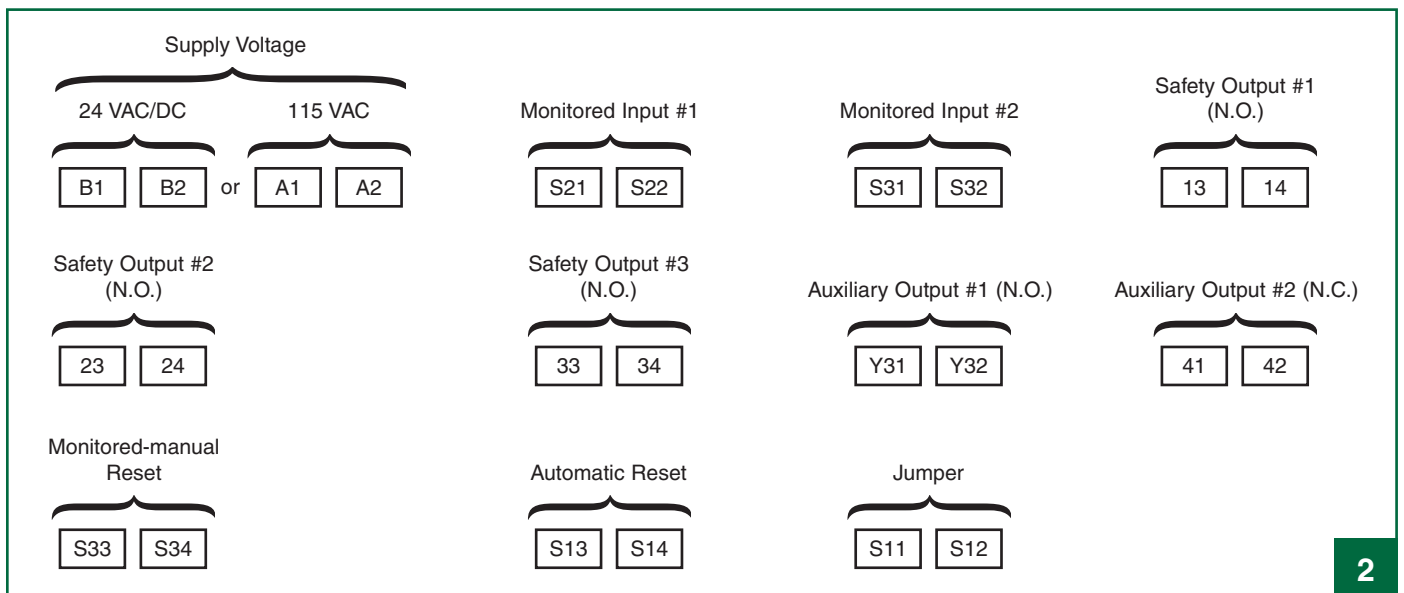 Supply Voltage
24 VAC/DC
115 VAC
B1 B2 or A1 A2
Monitored Input #1
S21 S22
Monitored Input #2
S31 S32
Safety Output #1
(N.O.)
13 14
Safety Output #2
(N.O.)
23 24
Safety Output #3
(N.O.)
33 34
Auxiliary Output #1 (N.O.)
Y31 Y32
Auxiliary Output #2 (N.C.)
41 42
Monitored-manual
Reset
S33 S34
Automatic Reset
S13 S14
Jumper
S11 S12
2